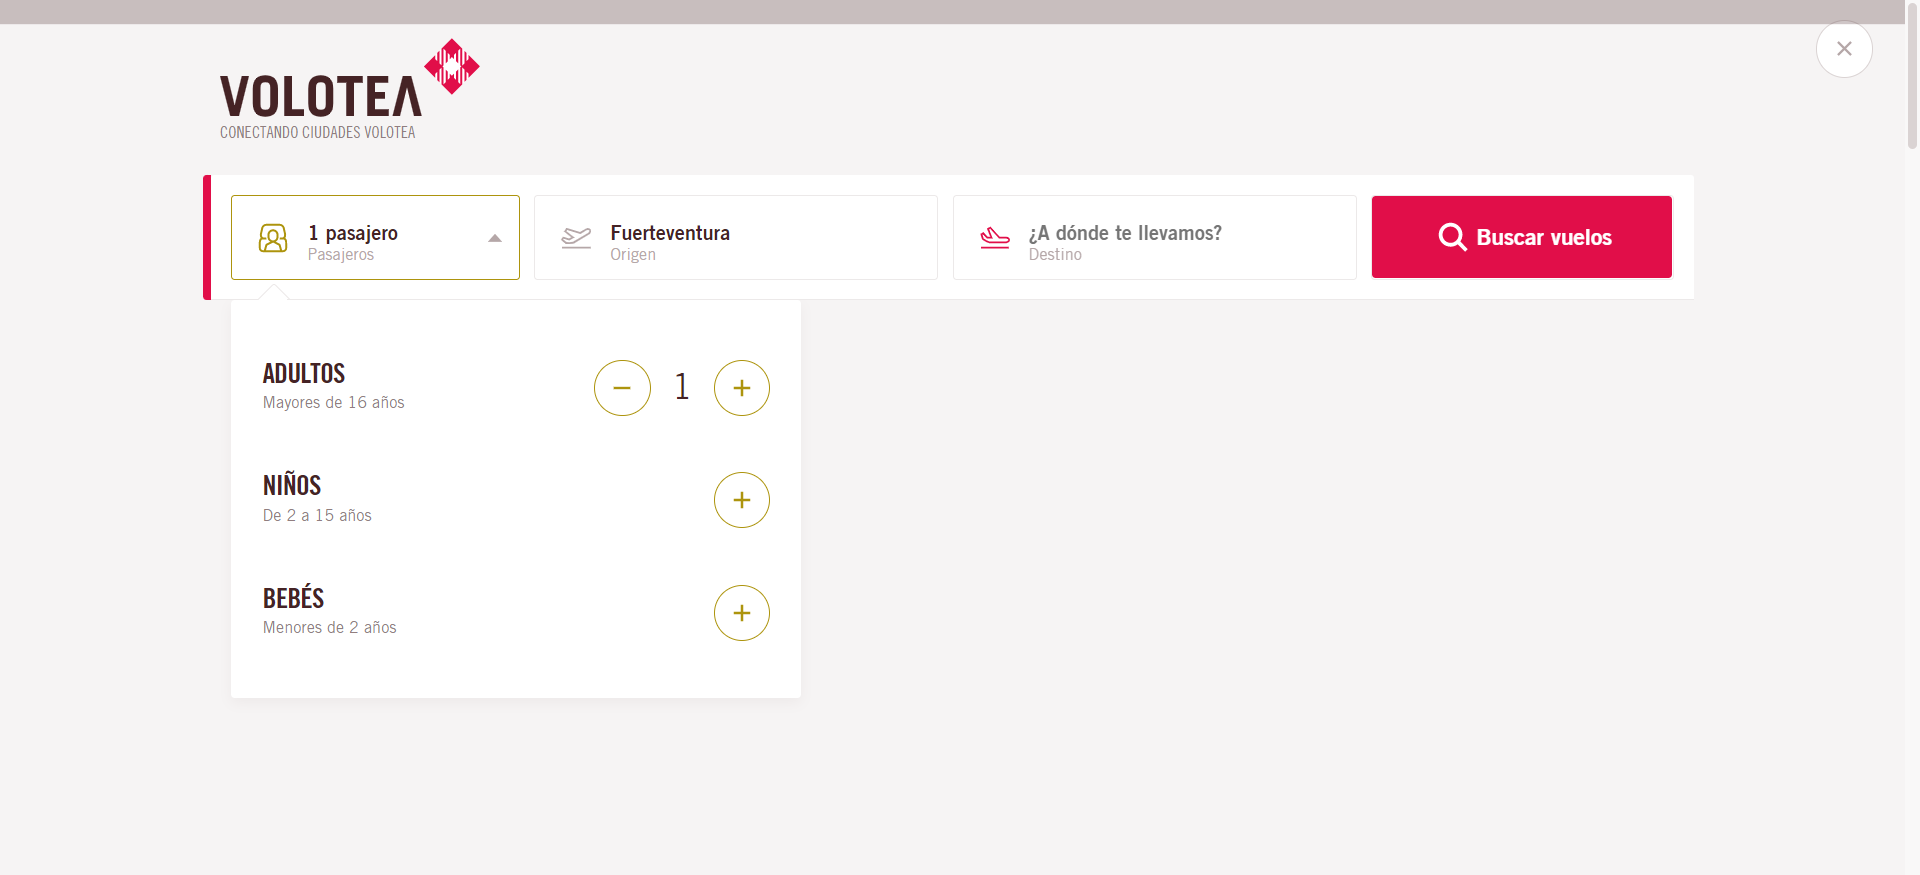 VOLOTEA
CONECTANDO CIUDADES VOLOTEA
1 pasajero
Pasajeros
Fuerteventura
Origen
¿A dónde te llevamos?
Destino
Buscar vuelos
ADULTOS
Mayores de 16 años
1
NIÑOS
De 2 a 15 años
BEBÉS
Menores de 2 años